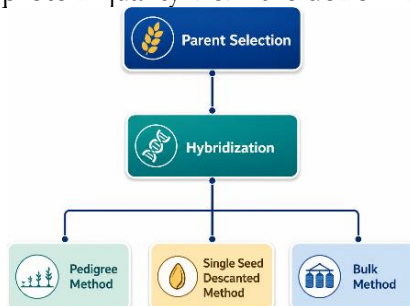 Parent Selection
Hybridization
Pedigree
Method
Single Seed
Descanted
Method
Bulk
Method